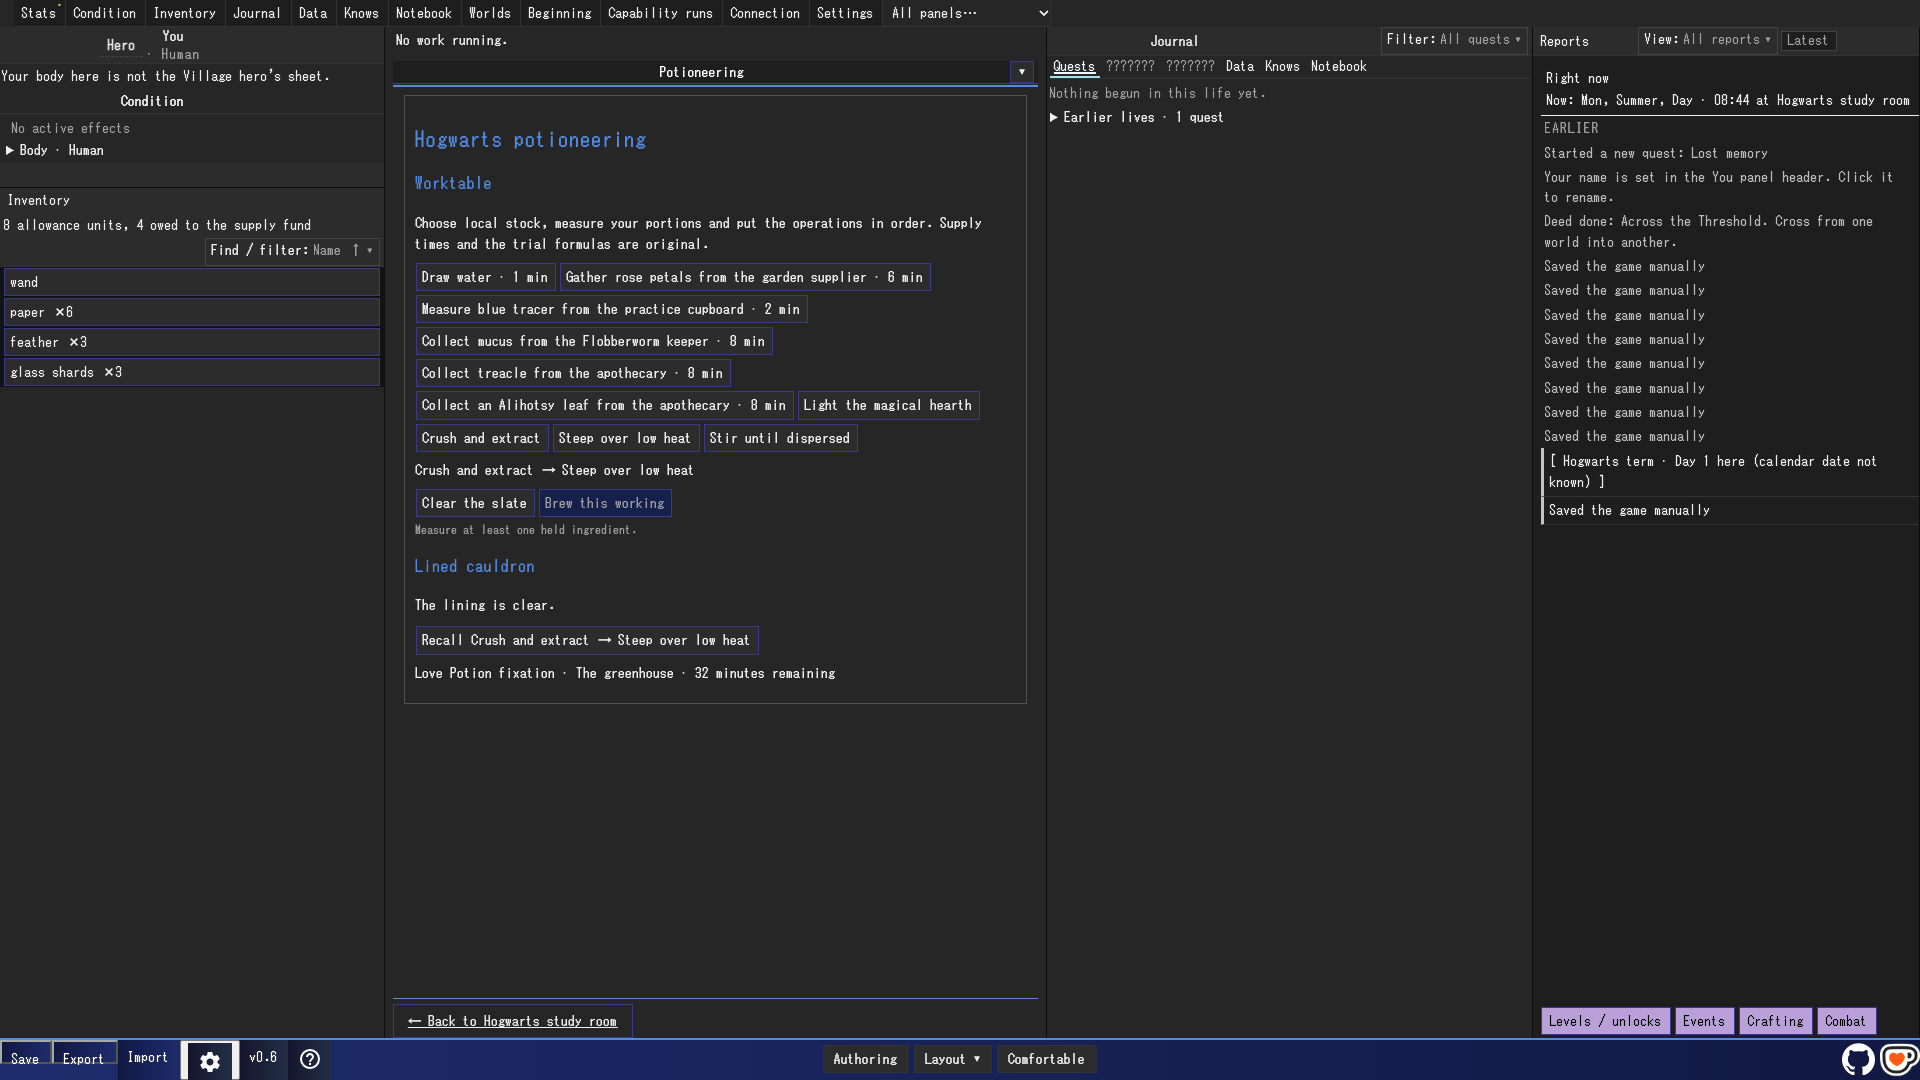 Stats Condition Inventory Journal Data Knows Notebook Worlds Beginning Capability runs Connection Settings All panels…
Hero You · Human
Your body here is not the Village hero's sheet.
Condition
No active effects
▶ Body · Human
Inventory
8 allowance units, 4 owed to the supply fund
Find / filter: Name ↑ ▾
wand
paper ×6
feather ×3
glass shards ×3
No work running.
Potioneering ▼
Hogwarts potioneering
Worktable
Choose local stock, measure your portions and put the operations in order. Supply
times and the trial formulas are original.
Draw water · 1 min Gather rose petals from the garden supplier · 6 min
Measure blue tracer from the practice cupboard · 2 min
Collect mucus from the Flobberworm keeper · 8 min
Collect treacle from the apothecary · 8 min
Collect an Alihotsy leaf from the apothecary · 8 min Light the magical hearth
Crush and extract Steep over low heat Stir until dispersed
Crush and extract → Steep over low heat
Clear the slate Brew this working
Measure at least one held ingredient.
Lined cauldron
The lining is clear.
Recall Crush and extract → Steep over low heat
Love Potion fixation · The greenhouse · 32 minutes remaining
← Back to Hogwarts study room
Journal Filter: All quests ▾
Quests ??????? ??????? Data Knows Notebook
Nothing begun in this life yet.
▶ Earlier lives · 1 quest
Reports View: All reports ▾ Latest
Right now
Now: Mon, Summer, Day · 08:44 at Hogwarts study room
EARLIER
Started a new quest: Lost memory
Your name is set in the You panel header. Click it
to rename.
Deed done: Across the Threshold. Cross from one
world into another.
Saved the game manually
Saved the game manually
Saved the game manually
Saved the game manually
Saved the game manually
Saved the game manually
Saved the game manually
Saved the game manually
[ Hogwarts term · Day 1 here (calendar date not
known) ]
Saved the game manually
Levels / unlocks Events Crafting Combat
Save Export Import v0.6 ? Authoring Layout ▼ Comfortable